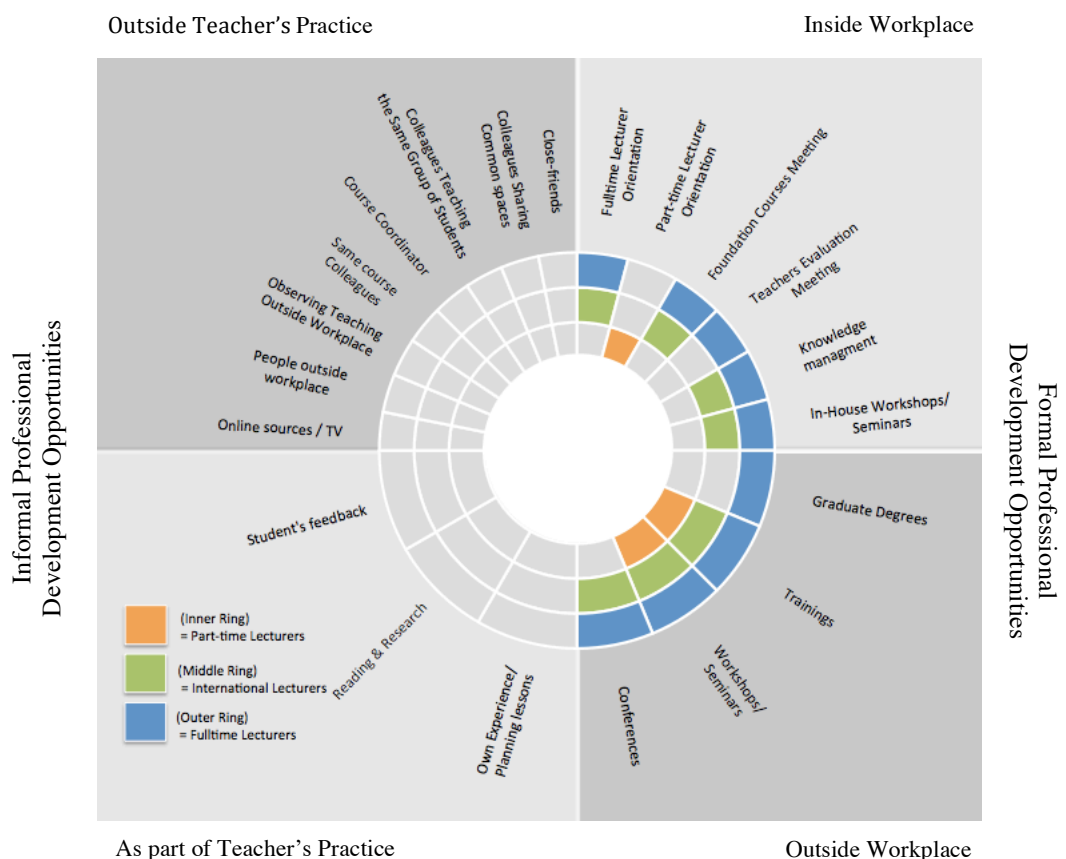 Outside Teacher's Practice
Inside Workplace
Informal Professional
Development Opportunities
Formal Professional
Development Opportunities
Online sources / TV
People outside
workplace
Observing Teaching
Outside Workplace
Same course
Colleagues
Course Coordinator
Colleagues Teaching
the Same Group of Students
Colleagues Sharing
Common spaces
Close-friends
Fulltime Lecturer
Orientation
Part-time Lecturer
Orientation
Foundation Courses Meeting
Teachers Evaluation
Meeting
Knowledge
managment
In-House Workshops/
Seminars
Graduate Degrees
Trainings
Workshops/
Seminars
Conferences
Own Experience/
Planning lessons
Reading & Research
Student's feedback
(Inner Ring)
= Part-time Lecturers
(Middle Ring)
= International Lecturers
(Outer Ring)
= Fulltime Lecturers
As part of Teacher's Practice
Outside Workplace